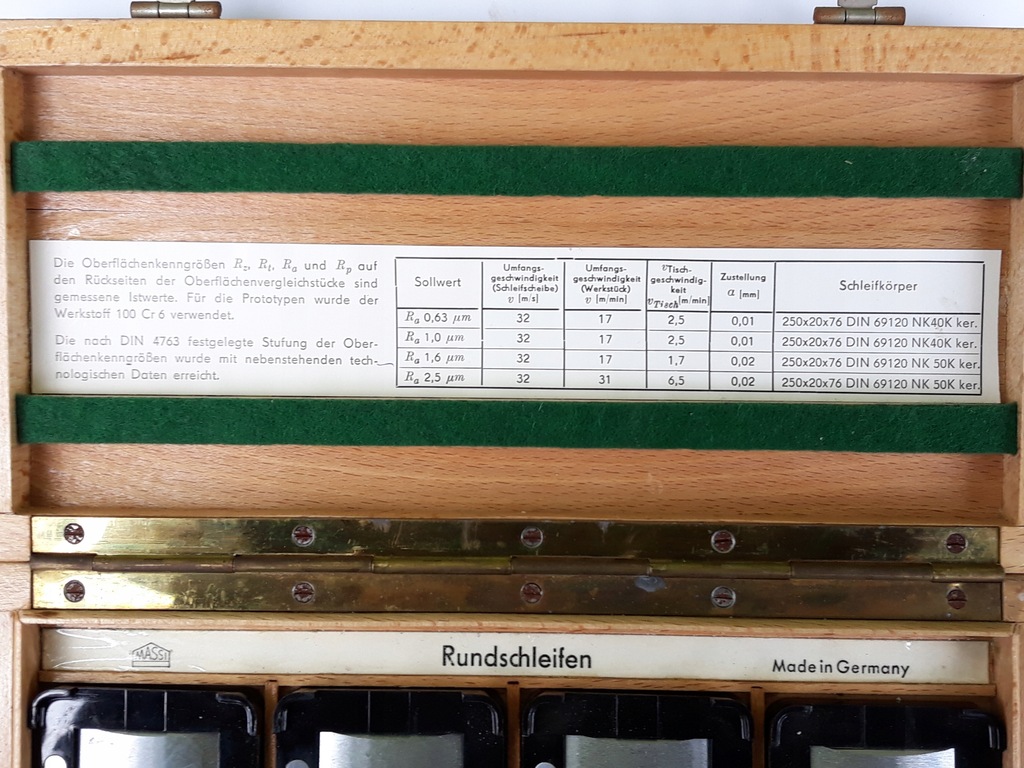 Die Oberflächenkenngrößen Rz, Rt, Ra und Rp auf
den Rückseiten der Oberflächenvergleichstücke sind
gemessene Istwerte. Für die Prototypen wurde der
Werkstoff 100 Cr 6 verwendet.
Die nach DIN 4763 festgelegte Stufung der Ober-
flächenkenngrößen wurde mit nebenstehenden tech-
nologischen Daten erreicht.
Sollwert
Umfangs-
geschwindigkeit
(Schleifscheibe)
v [m/s]
Umfangs-
geschwindigkeit
(Werkstück)
v [m/min]
vTisch-
geschwindig-
keit
vTisch[m/min]
Zustellung
a [mm]
Schleifkörper
Ra 0,63 μm 32 17 2,5 0,01 250x20x76 DIN 69120 NK40K ker.
Ra 1,0 μm 32 17 2,5 0,01 250x20x76 DIN 69120 NK40K ker.
Ra 1,6 μm 32 17 1,7 0,02 250x20x76 DIN 69120 NK 50K ker.
Ra 2,5 μm 32 31 6,5 0,02 250x20x76 DIN 69120 NK 50K ker.
MASSI Rundschleifen Made in Germany